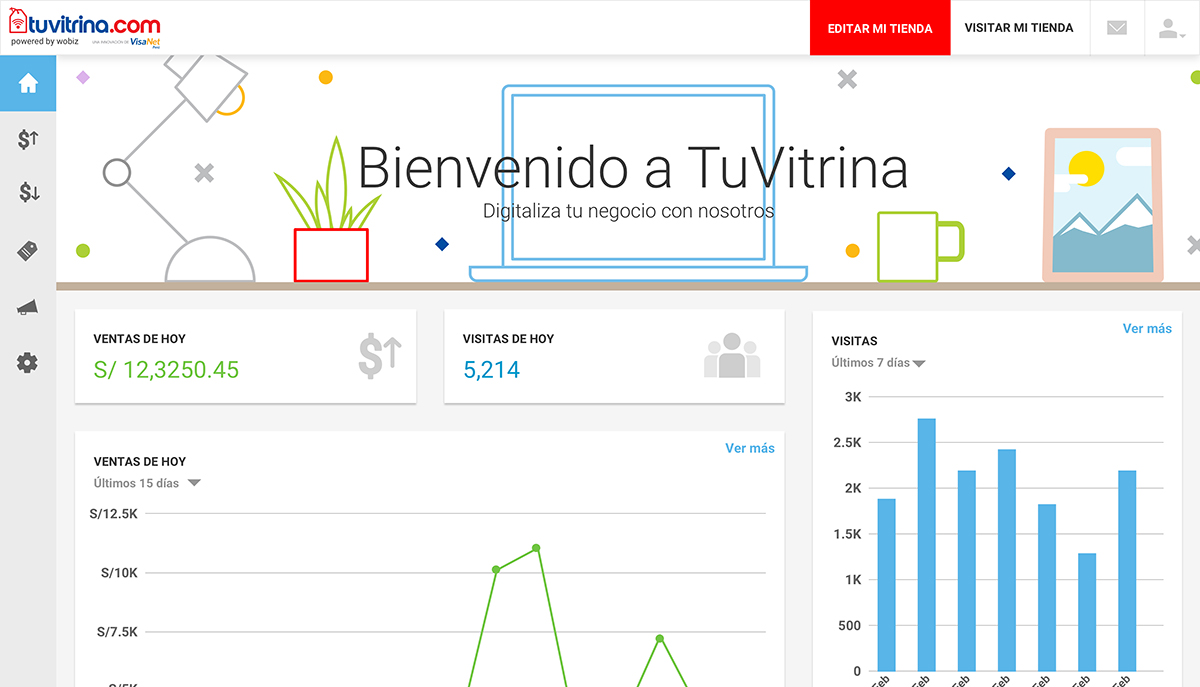 tuvitrina.com
powered by wobiz UNA INNOVACIÓN DE VisaNet
Perú
EDITAR MI TIENDA
VISITAR MI TIENDA
Bienvenido a TuVitrina
Digitaliza tu negocio con nosotros
VENTAS DE HOY
S/ 12,3250.45
VISITAS DE HOY
5,214
Ver más
VISITAS
Últimos 7 días
3K
2.5K
2K
1.5K
1K
500
0
Feb
Feb
Feb
Feb
Feb
Feb
Feb
Ver más
VENTAS DE HOY
Últimos 15 días
S/12.5K
S/10K
S/7.5K
S/5K